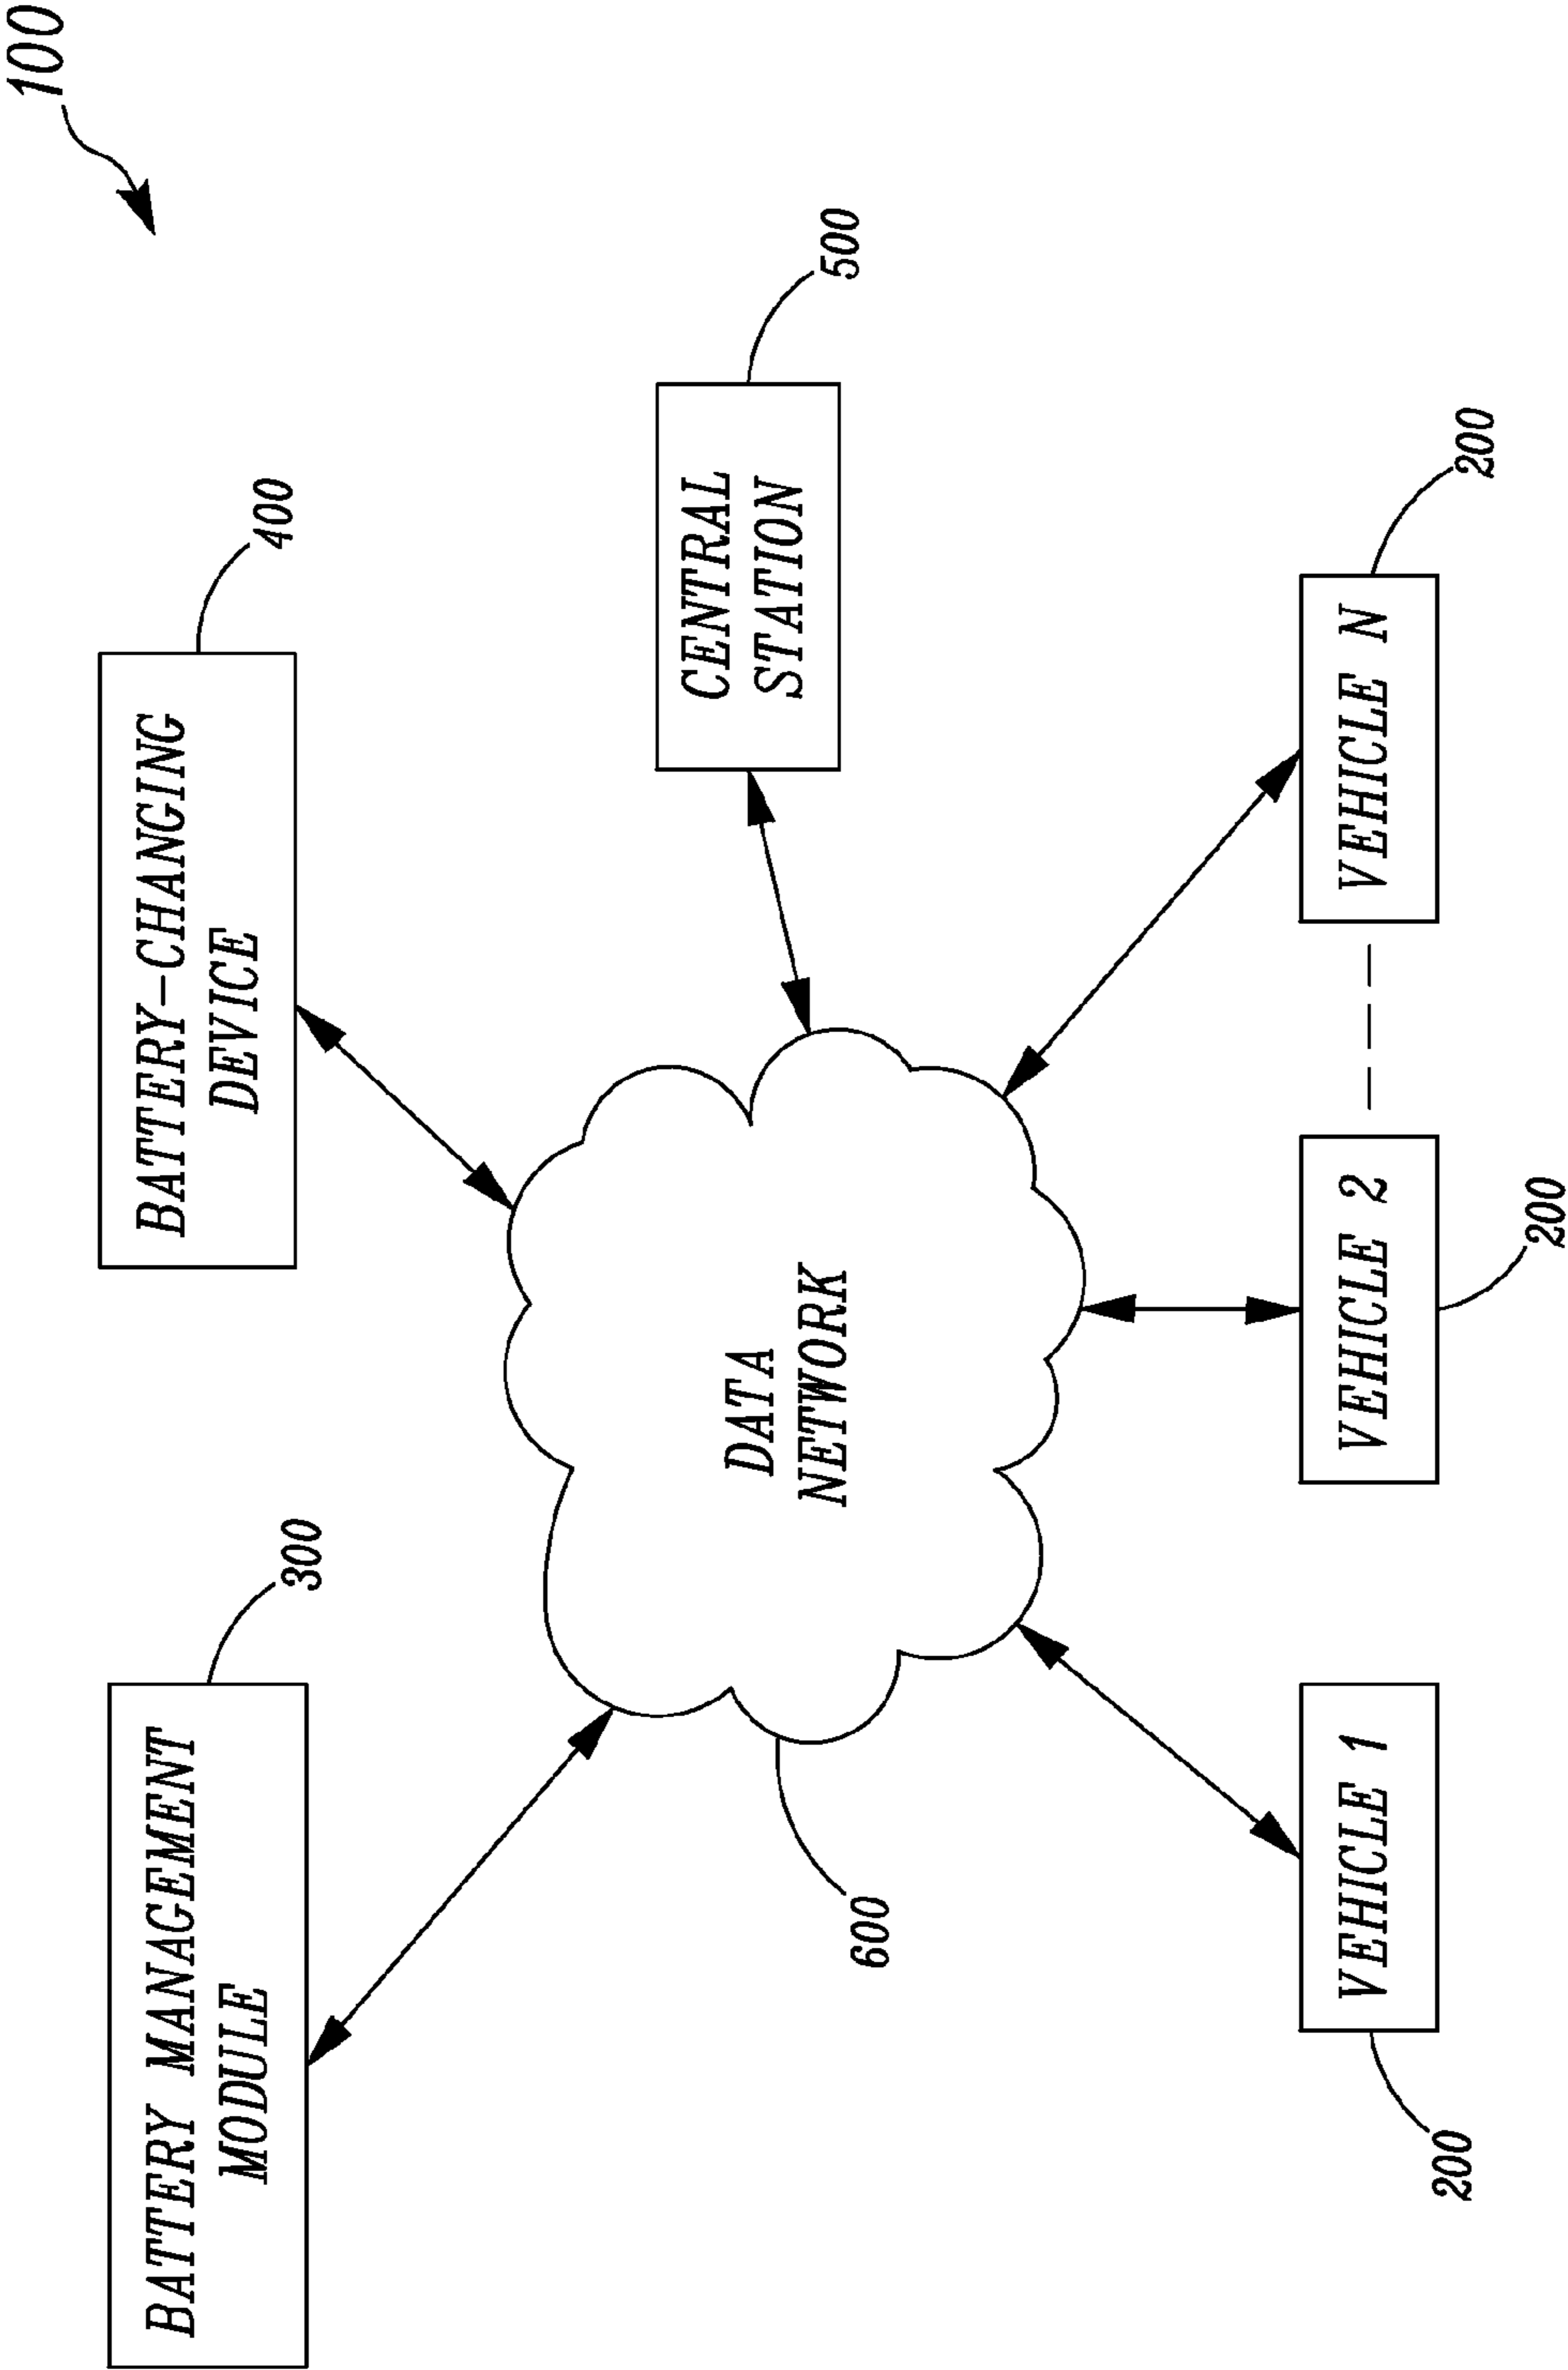 100
BATTERY MANAGEMENT
MODULE
300
BATTERY-CHANGING
DEVICE
400
DATA
NETWORK
600
CENTRAL
STATION
500
VEHICLE 1
200
VEHICLE 2
200
VEHICLE N
200